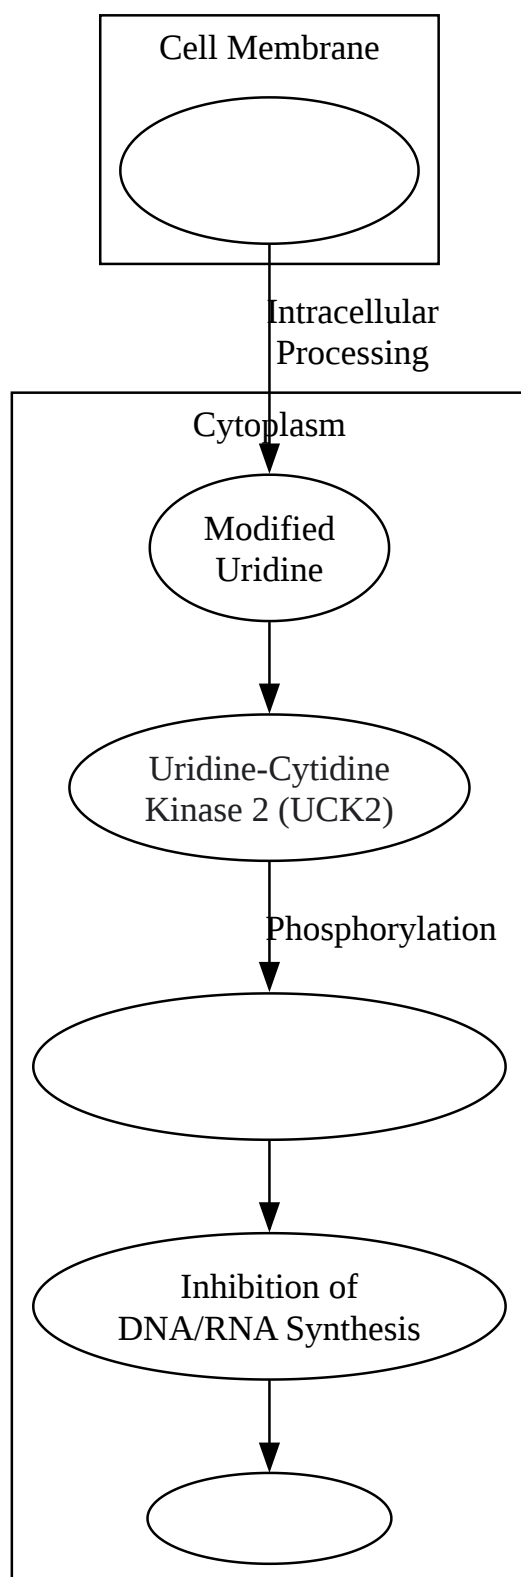 Cell Membrane
Intracellular
Processing
Cytoplasm
Modified
Uridine
Uridine-Cytidine
Kinase 2 (UCK2)
Phosphorylation
Inhibition of
DNA/RNA Synthesis